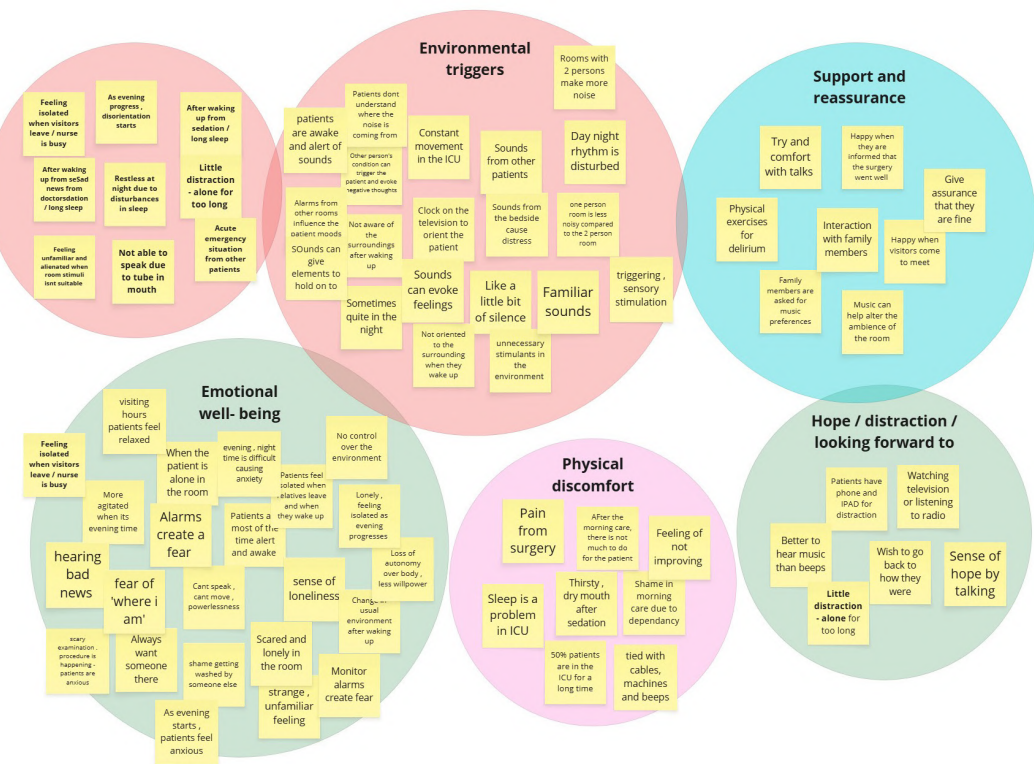 Feeling
isolated
when visitors
leave / nurse
is busy
As evening
progress ,
disorientation
starts
After waking
up from
sedation /
long sleep
After waking
up from seSad
news from
doctorsdation
/ long sleep
Restless at
night due to
disturbances
in sleep
Little
distraction
- alone for
too long
Feeling
unfamiliar and
alienated when
room stimuli
isnt suitable
Not able to
speak due
to tube in
mouth
Acute
emergency
situation
from other
patients
Environmental
triggers
Rooms with
2 persons
make more
noise
patients
are awake
and alert of
sounds
Patients dont
understand
where the
noise is
coming from
Constant
movement
in the ICU
Sounds
from other
patients
Day night
rhythm is
disturbed
Other person's
condition can
trigger the
patient and evoke
negative thoughts
Alarms from
other rooms
influence the
patient moods
Not aware of
the
surroundings
after waking
up
Clock on the
television to
orient the
patient
Sounds from
the bedside
cause
distress
one person
room is less
noisy compared
to the 2 person
room
SOunds can
give
elements to
hold on to
Sounds
can evoke
feelings
Like a
little bit
of silence
Familiar
sounds
triggering ,
sensory
stimulation
Sometimes
quite in the
night
Not oriented
to the
surrounding
when they
wake up
unnecessary
stimulants in
the
environment
Support and
reassurance
Try and
comfort
with talks
Happy when
they are
informed that
the surgery
went well
Give
assurance
that they
are fine
Physical
exercises
for
delirium
Interaction
with family
members
Happy when
visitors come
to meet
Family
members are
asked for
music
preferences
Music can
help alter the
ambience of
the room
Emotional
well- being
visiting
hours
patients feel
relaxed
Feeling
isolated
when visitors
leave / nurse
is busy
When the
patient is
alone in
the room
evening , night
time is difficult
causing
anxiety
No control
over the
environment
Patients feel
isolated when
relatives leave
and when
they wake up
More
agitated
when its
evening time
Alarms
create a
fear
Patients a
most of the
time alert
and awake
Lonely ,
feeling
isolated as
evening
progresses
hearing
bad
news
fear of
'where i
am'
Cant speak ,
cant move ,
powerlessness
sense of
loneliness
Loss of
autonomy
over body ,
less willpower
Change
usual
environment
after waking
up
scary
examination ,
procedure is
happening -
patients are
anxious
Always
want
someone
there
shame getting
washed by
someone else
Scared and
lonely in
the room
strange ,
unfamiliar
feeling
Monitor
alarms
create fear
As evening
starts ,
patients feel
anxious
Physical
discomfort
Pain
from
surgery
AFter the
morning care,
there is not
much to do
for the patient
Feeling of
not
improving
Sleep is a
problem
in ICU
Thirsty ,
dry mouth
after
sedation
Shame in
morning
care due to
dependancy
50% patients
are in the
ICU for a
long time
tied with
cables,
machines
and beeps
Hope / distraction /
looking forward to
Patients have
phone and
IPAD for
distraction
Watching
television
or listening
to radio
Better to
hear music
than beeps
Wish to go
back to
how they
were
Sense of
hope by
talking
Little
distraction
- alone for
too long